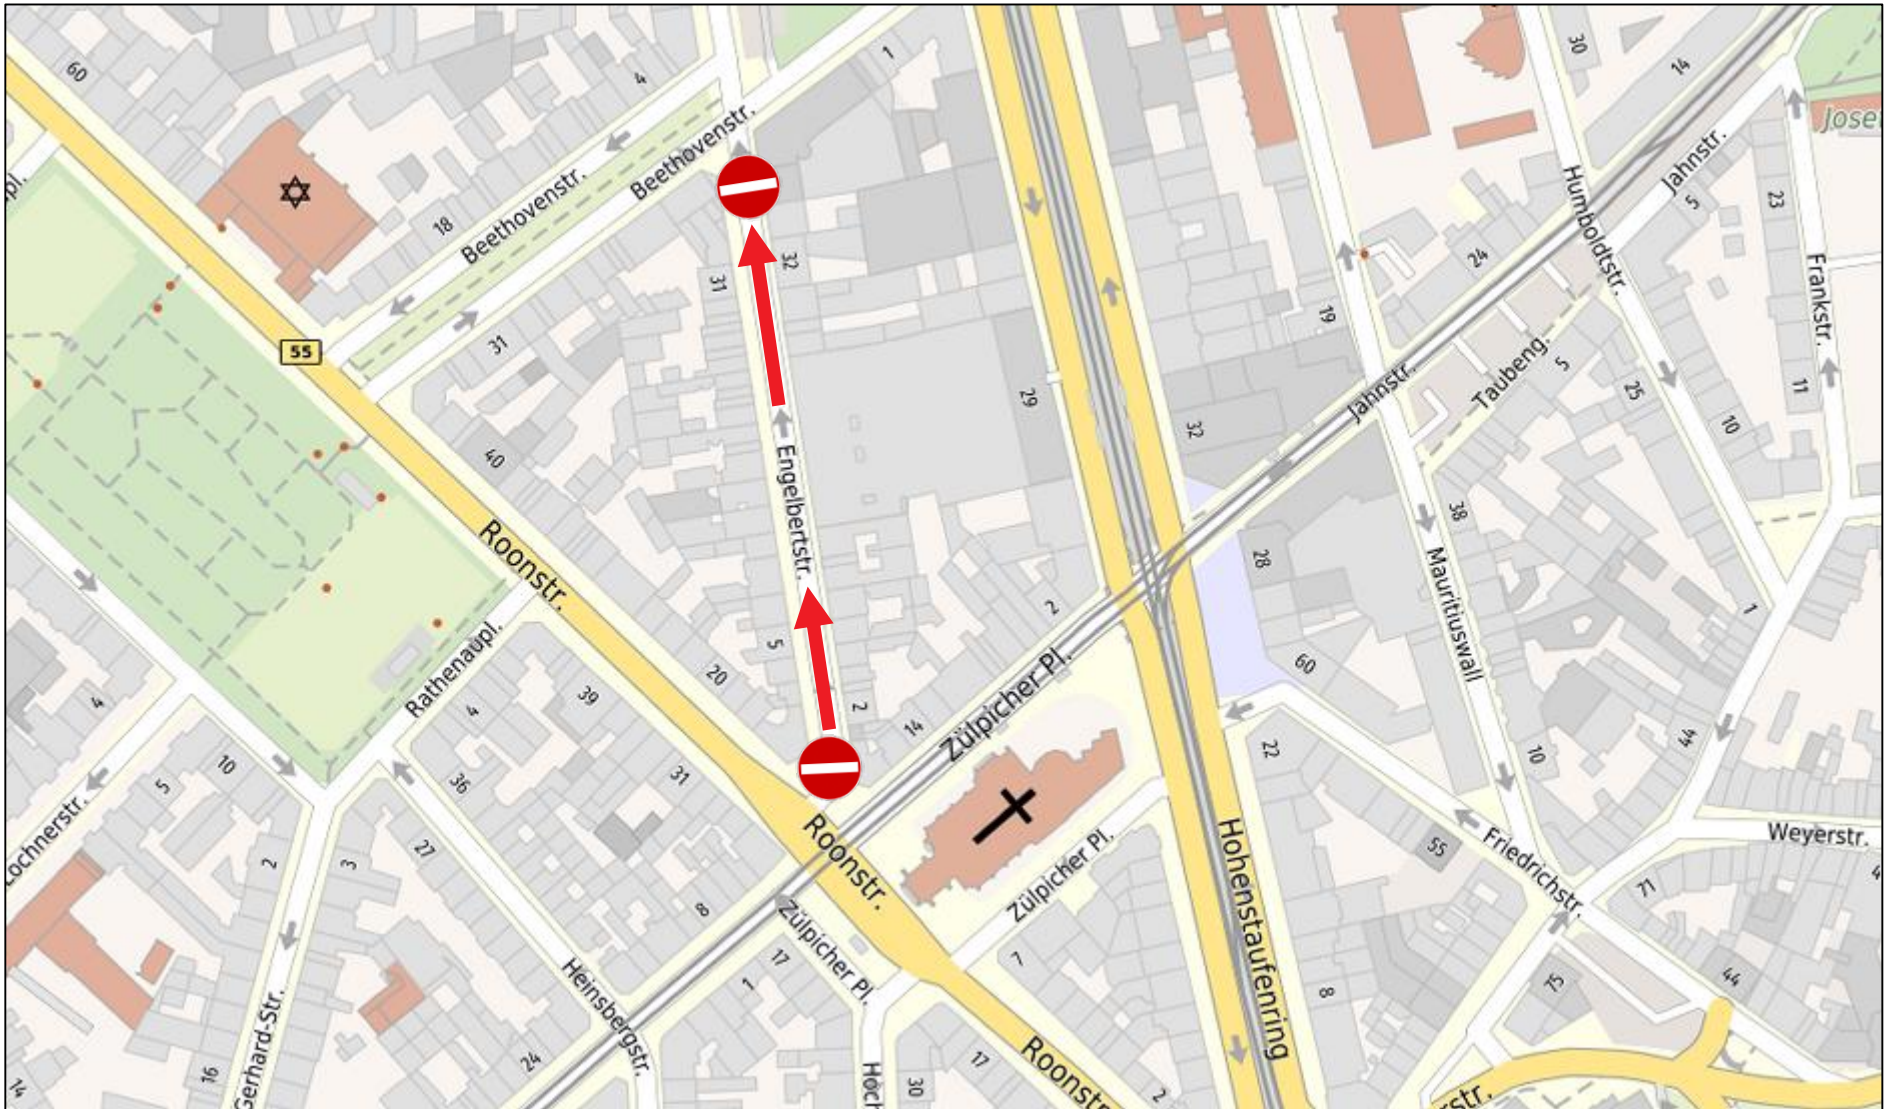 60
4
1
30
14
Josef
Beethovenstr.
Jahnstr.
5
23
18
Beethovenstr.
Humboldtstr.
32
31
24
19
Frankstr.
55
31
Taubeng.
5
29
Jahnstr.
25
11
32
10
40
Engelbertstr.
38
Roonstr.
28
Mauritiuswall
2
1
5
Rathenaupl.
20
Zülpicher Pl.
60
4
39
4
2
14
22
44
10
10
5
36
31
Lochnerstr.
Roonstr.
Hohenstaufenring
55
Friedrichstr.
Weyerstr.
2
3
27
Zülpicher Pl.
71
8
Zülpicher Pl.
7
17
1
8
75
44
Heinsbergstr.
Gerhard-Str.
24
17
Roonstr.
16
30
2
14
Hoch
rstr.